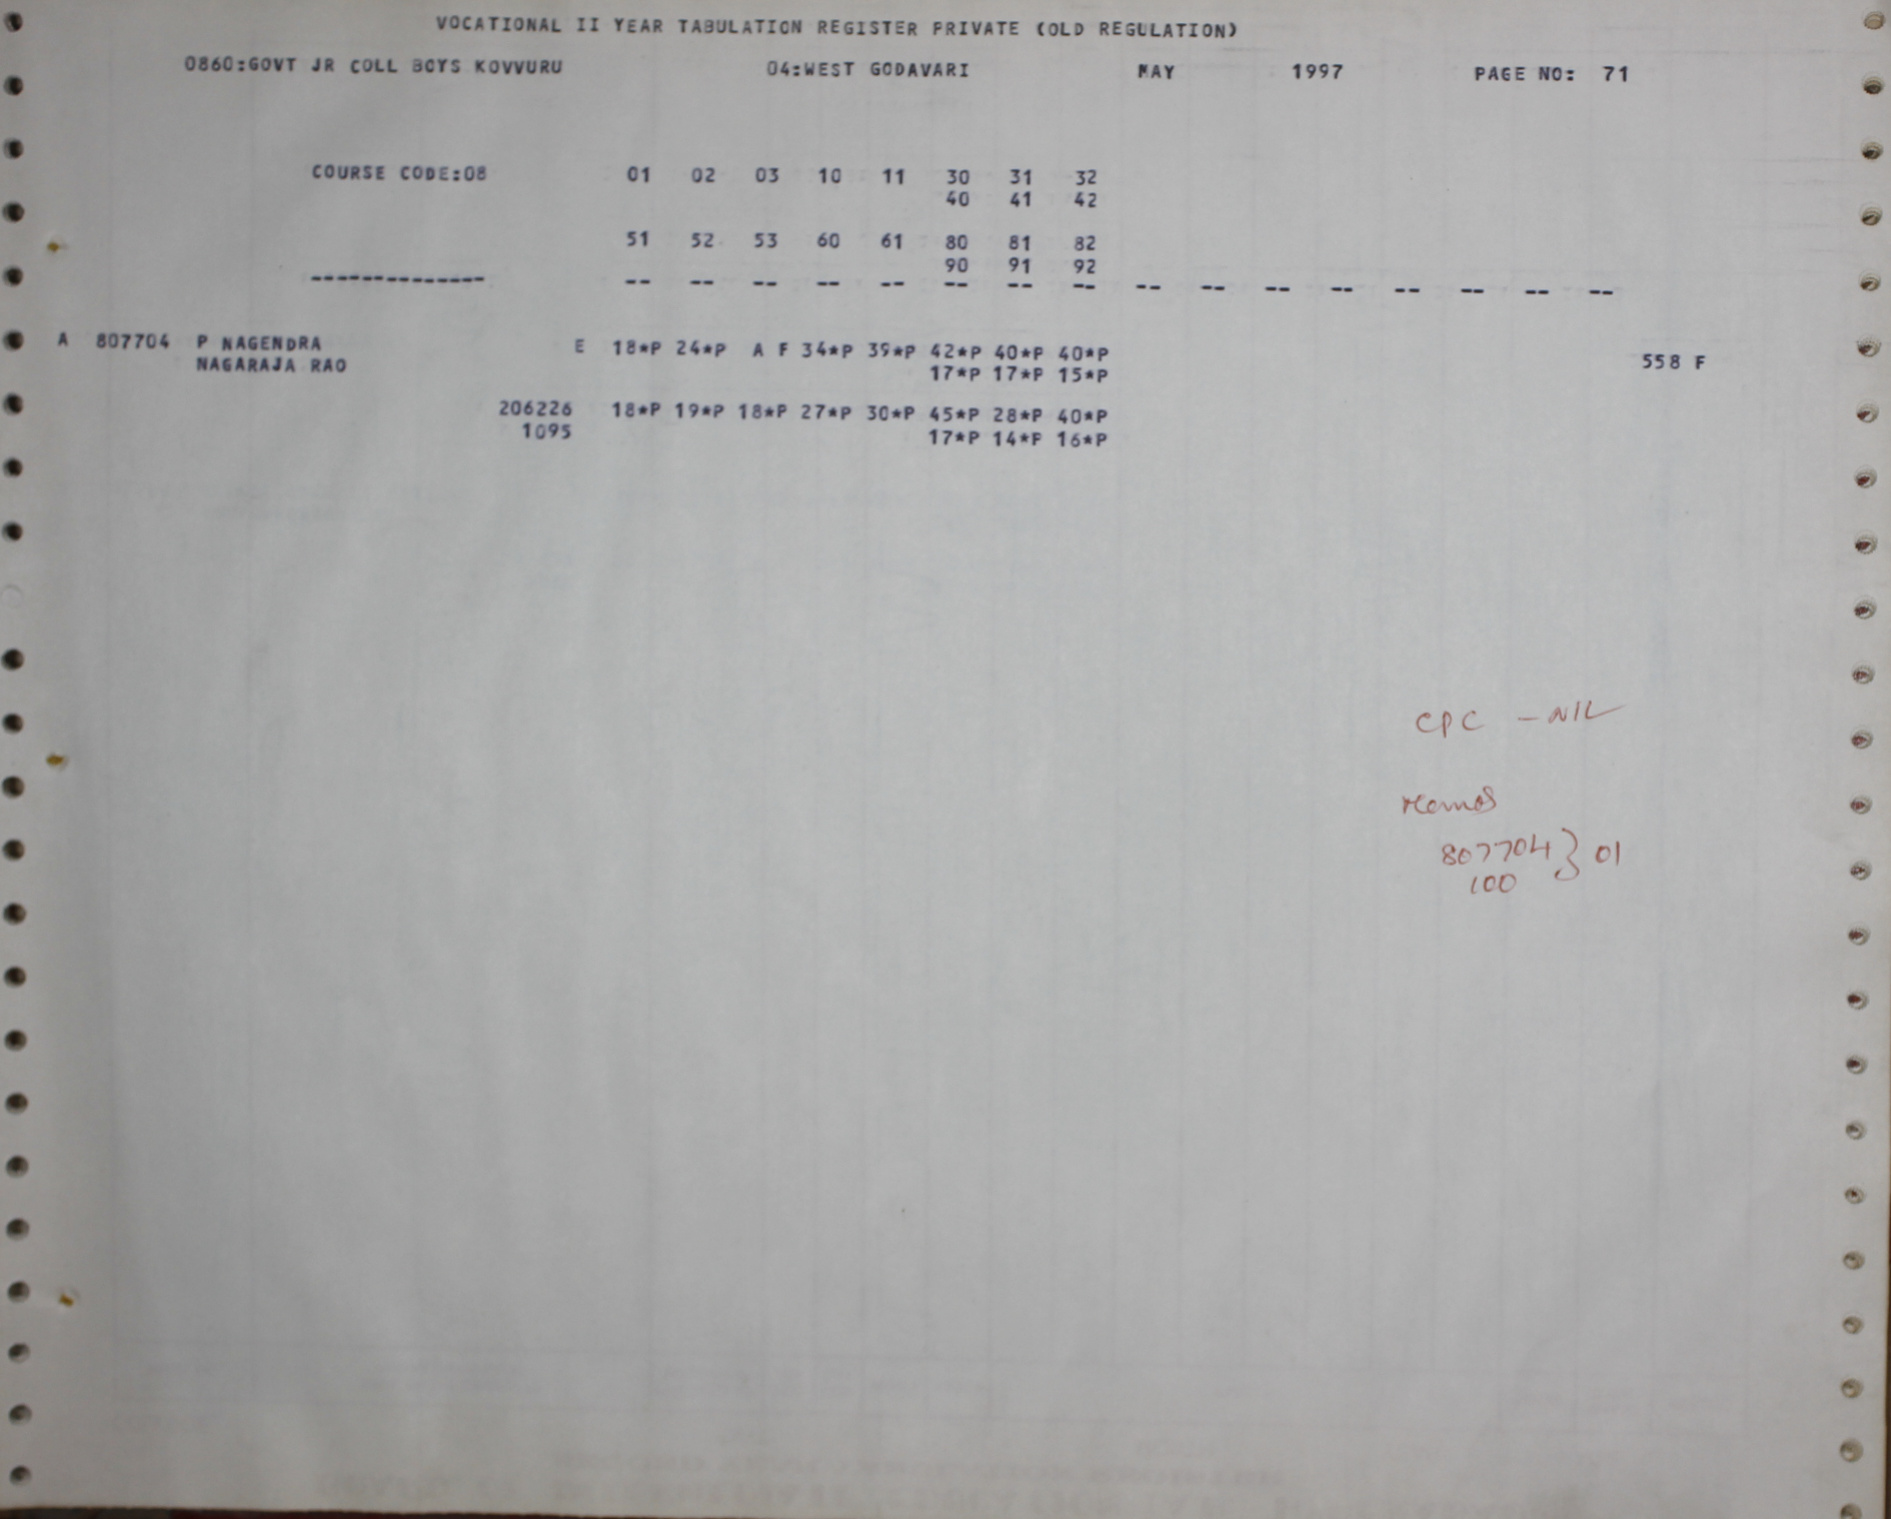 VOCATIONAL II YEAR TABULATION REGISTER PRIVATE (OLD REGULATION)
0860:GOVT JR COLL BOYS KOVVURU 04:WEST GODAVARI MAY 1997 PAGE NO: 71
COURSE CODE:08 01 02 03 10 11 30 31 32
40 41 42
51 52 53 60 61 80 81 82
90 91 92
-------------- -- -- -- -- -- -- -- -- -- -- -- -- -- -- -- --
A 807704 P NAGENDRA E 18*P 24*P A F 34*P 39*P 42*P 40*P 40*P
NAGARAJA RAO 17*P 17*P 15*P 558 F
206226 18*P 19*P 18*P 27*P 30*P 45*P 28*P 40*P
1095 17*P 14*P 16*P
CPC - NIL
807704 } 01
100